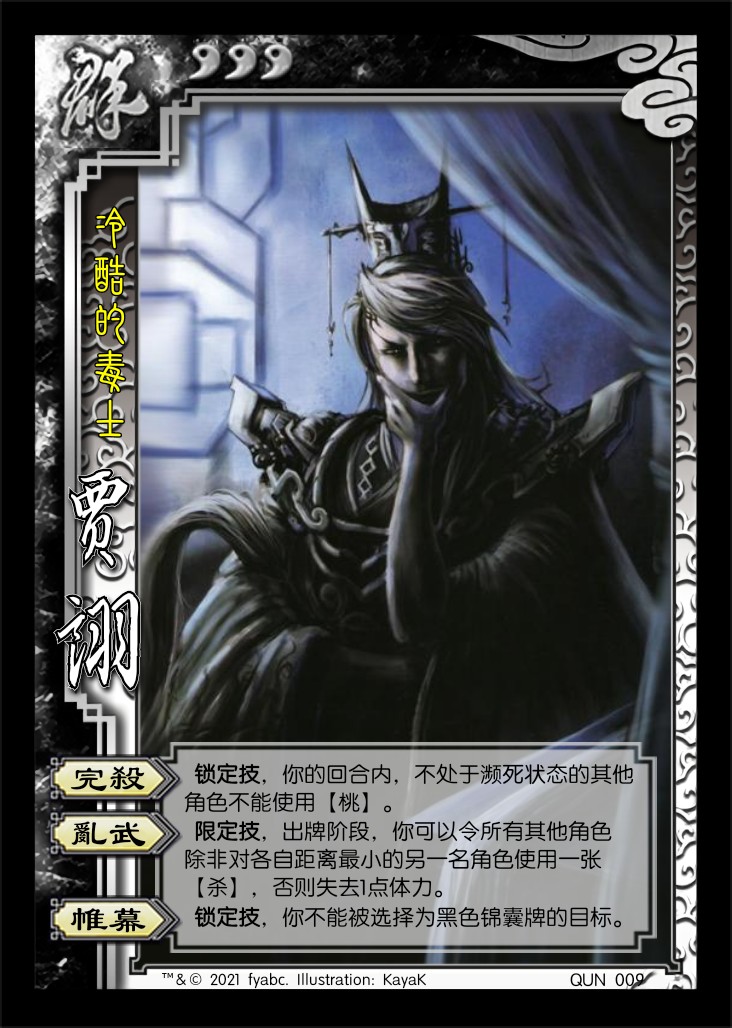 群
冷酷的毒士
贾诩
完殺
锁定技，你的回合内，不处于濒死状态的其他
角色不能使用【桃】。
亂武
限定技，出牌阶段，你可以令所有其他角色
除非对各自距离最小的另一名角色使用一张
【杀】，否则失去1点体力。
帷幕
锁定技，你不能被选择为黑色锦囊牌的目标。
™&© 2021 fyabc. Illustration: KayaK
QUN 009